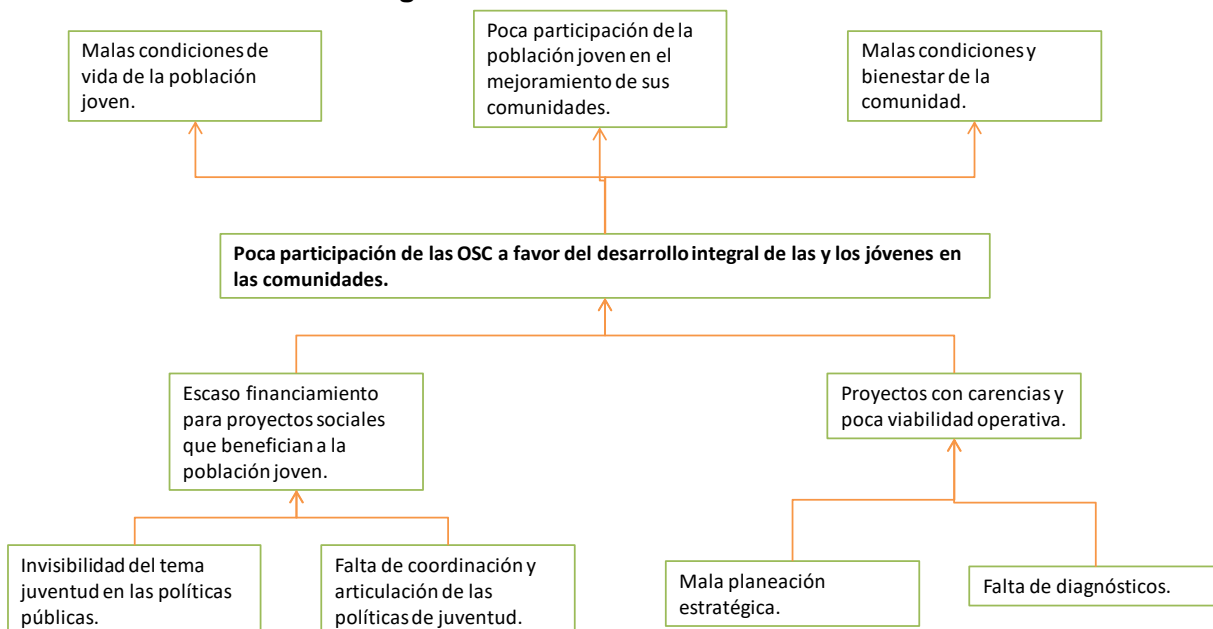 Malas condiciones de
vida de la población
joven.
Poca participación de la
población joven en el
mejoramiento de sus
comunidades.
Malas condiciones y
bienestar de la
comunidad.
Poca participación de las OSC a favor del desarrollo integral de las y los jóvenes en
las comunidades.
Escaso financiamiento
para proyectos sociales
que benefician a la
población joven.
Proyectos con carencias y
poca viabilidad operativa.
Invisibilidad del tema
juventud en las políticas
públicas.
Falta de coordinación y
articulación de las
políticas de juventud.
Mala planeación
estratégica.
Falta de diagnósticos.